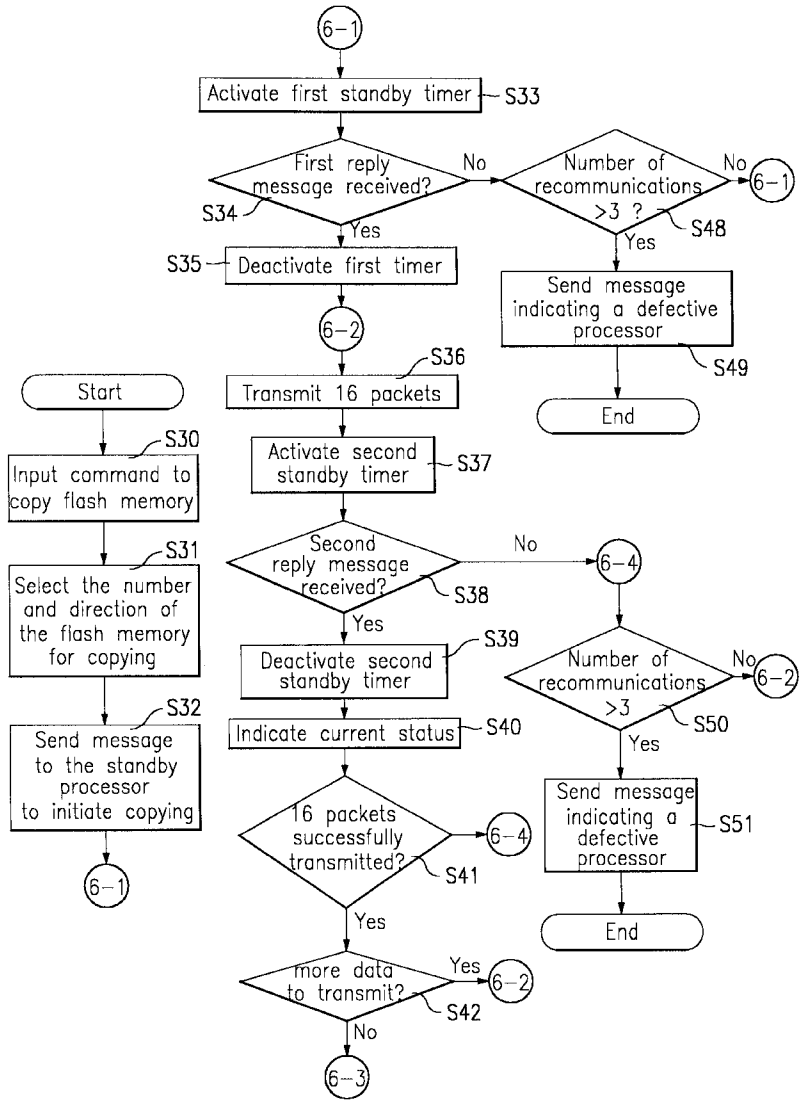 6-1
Activate first standby timer
S33
First reply
message received?
S34
No
Yes
Number of
recommunications
>3 ?
S48
No
6-1
Yes
S35
Deactivate first timer
Send message
indicating a defective
processor
S49
End
6-2
S36
Transmit 16 packets
Activate second
standby timer
S37
Second
reply message
received?
S38
No
6-4
Yes
Start
S30
Input command to
copy flash memory
S31
Select the number
and direction of
the flash memory
for copying
S32
Send message
to the standby
processor
to initiate copying
6-1
S39
Deactivate second
standby timer
Number of
recommunications
>3
S50
No
6-2
Yes
Indicate current status
S40
16 packets
successfully
transmitted?
S41
6-4
Yes
Send message
indicating a
defective
processor
S51
End
more data
to transmit?
S42
Yes
6-2
No
6-3